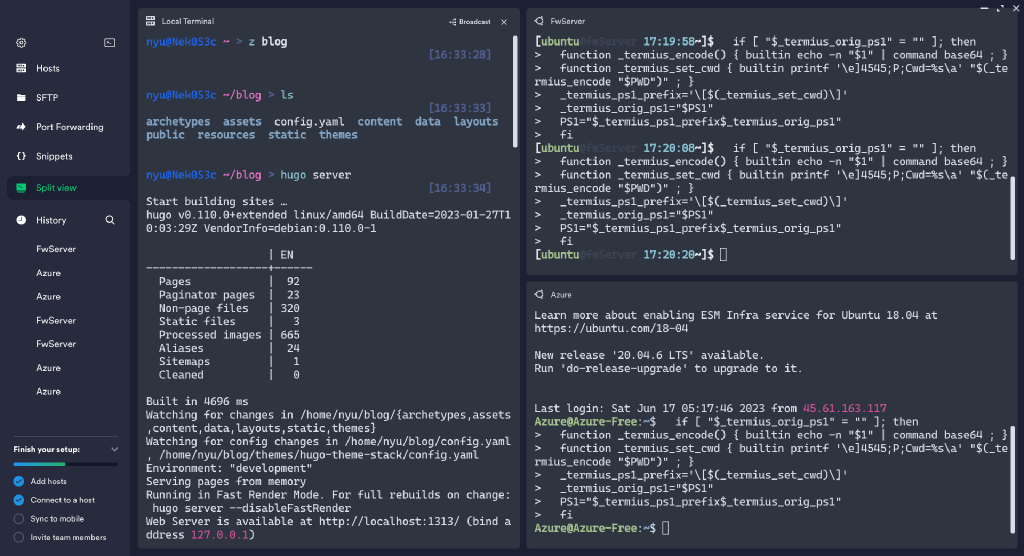 Hosts
SFTP
Port Forwarding
Snippets
Split view
History
FwServer
Azure
Azure
FwServer
FwServer
Azure
Azure
Finish your setup:
Add hosts
Connect to a host
Sync to mobile
Invite team members
Local Terminal
Broadcast
nyu@Nek0S3c ~ > z blog
[16:33:28]
nyu@Nek0S3c ~/blog > ls
[16:33:33]
archetypes assets config.yaml content data layouts
public resources static themes
nyu@Nek0S3c ~/blog > hugo server
[16:33:34]
Start building sites …
hugo v0.110.0+extended linux/amd64 BuildDate=2023-01-27T1
0:03:29Z VendorInfo=debian:0.110.0-1
| EN
-------------------+------
Pages | 92
Paginator pages | 23
Non-page files | 320
Static files | 3
Processed images | 665
Aliases | 24
Sitemaps | 1
Cleaned | 0
Built in 4696 ms
Watching for changes in /home/nyu/blog/{archetypes,assets
,content,data,layouts,static,themes}
Watching for config changes in /home/nyu/blog/config.yaml
, /home/nyu/blog/themes/hugo-theme-stack/config.yaml
Environment: "development"
Serving pages from memory
Running in Fast Render Mode. For full rebuilds on change:
hugo server --disableFastRender
Web Server is available at http://localhost:1313/ (bind a
ddress 127.0.0.1)
FwServer
[ubuntu@FwServer 17:19:58~]$ if [ "$_termius_orig_ps1" = "" ]; then
> function _termius_encode() { builtin echo -n "$1" | command base64 ; }
> function _termius_set_cwd { builtin printf '\e]4545;P;Cwd=%s\a' "$(_te
rmius_encode "$PWD")" ; }
> _termius_ps1_prefix='\[$(_termius_set_cwd)\]'
> _termius_orig_ps1="$PS1"
> PS1="$_termius_ps1_prefix$_termius_orig_ps1"
> fi
[ubuntu@FwServer 17:20:08~]$ if [ "$_termius_orig_ps1" = "" ]; then
> function _termius_encode() { builtin echo -n "$1" | command base64 ; }
> function _termius_set_cwd { builtin printf '\e]4545;P;Cwd=%s\a' "$(_te
rmius_encode "$PWD")" ; }
> _termius_ps1_prefix='\[$(_termius_set_cwd)\]'
> _termius_orig_ps1="$PS1"
> PS1="$_termius_ps1_prefix$_termius_orig_ps1"
> fi
[ubuntu@FwServer 17:20:20~]$
Azure
Learn more about enabling ESM Infra service for Ubuntu 18.04 at
https://ubuntu.com/18-04
New release '20.04.6 LTS' available.
Run 'do-release-upgrade' to upgrade to it.
Last login: Sat Jun 17 05:17:46 2023 from 45.61.163.117
Azure@Azure-Free:~$ if [ "$_termius_orig_ps1" = "" ]; then
> function _termius_encode() { builtin echo -n "$1" | command base64 ; }
> function _termius_set_cwd { builtin printf '\e]4545;P;Cwd=%s\a' "$(_te
rmius_encode "$PWD")" ; }
> _termius_ps1_prefix='\[$(_termius_set_cwd)\]'
> _termius_orig_ps1="$PS1"
> PS1="$_termius_ps1_prefix$_termius_orig_ps1"
> fi
Azure@Azure-Free:~$